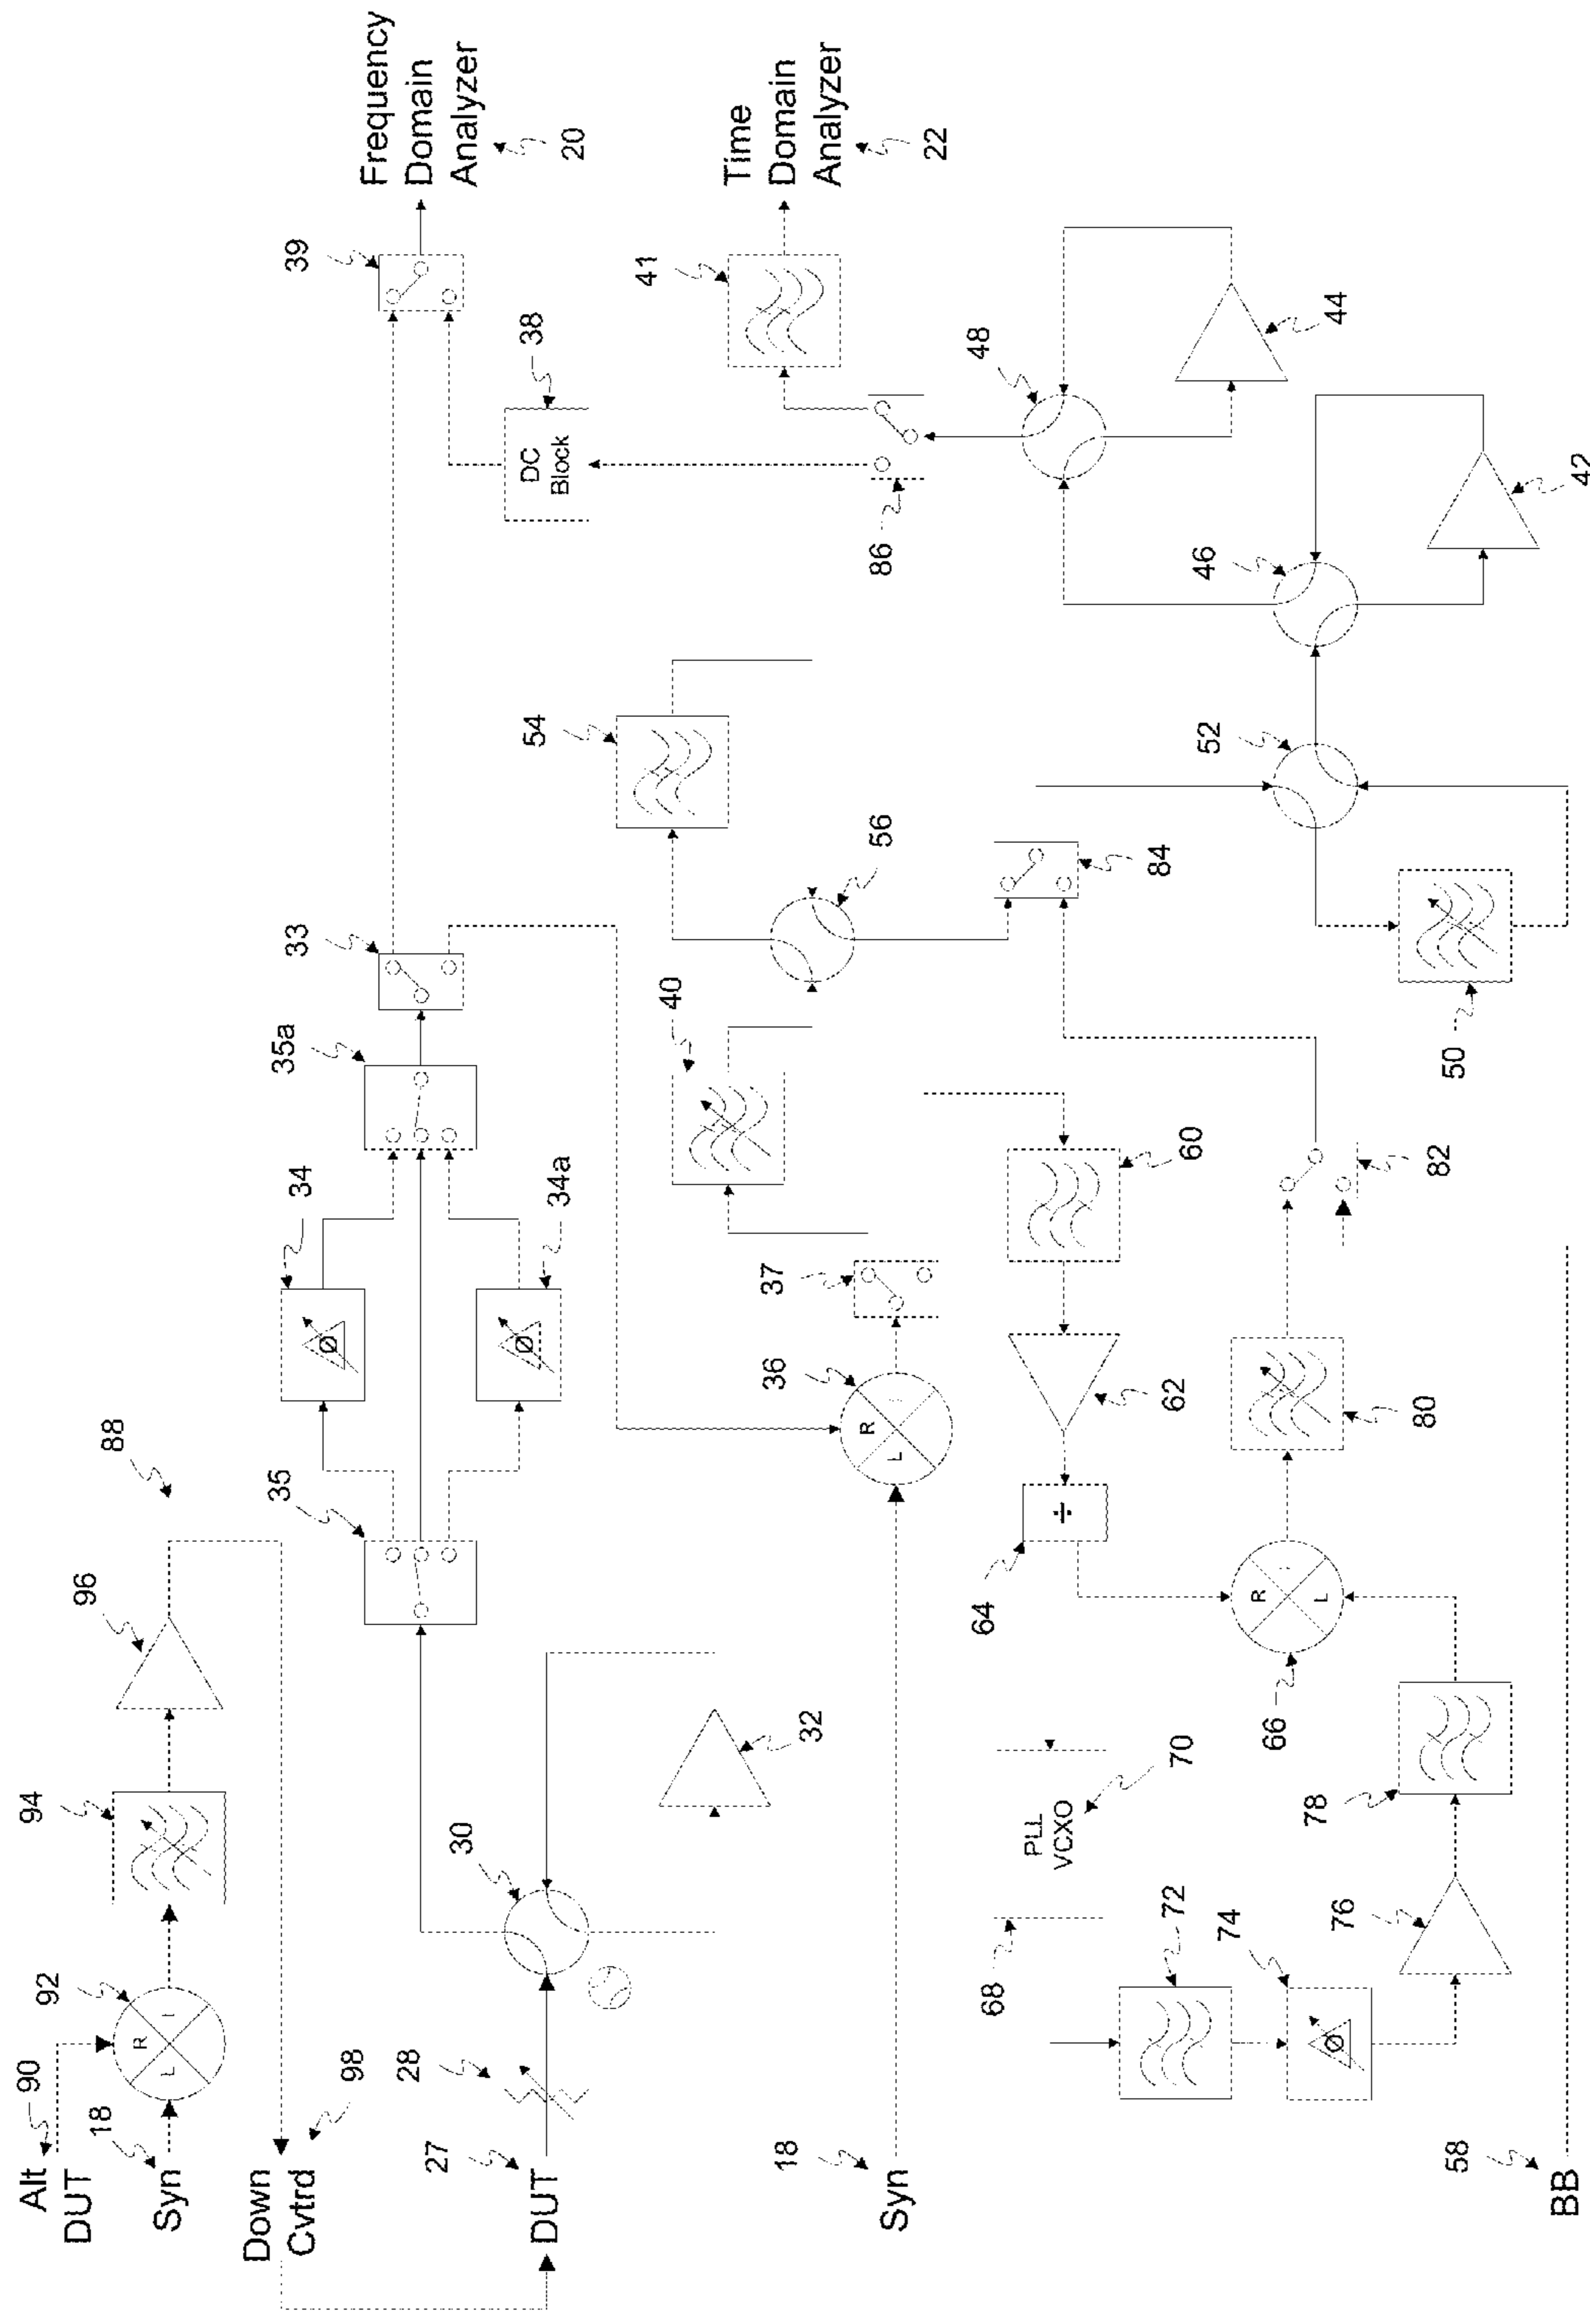 Alt
DUT
90
18
Syn
92
94
96
88
Down
Cvtrd
98
R
L
I
27
DUT
28
30
32
35
34
34a
35a
33
39
Frequency
Domain
Analyzer
20
Ø
Ø
38
DC
Block
18
Syn
36
R
L
37
40
56
54
86
41
Time
Domain
Analyzer
22
48
44
46
42
52
84
50
60
62
÷
64
66
R
L
68
PLL
VCXO
70
72
74
Ø
76
78
80
82
58
BB